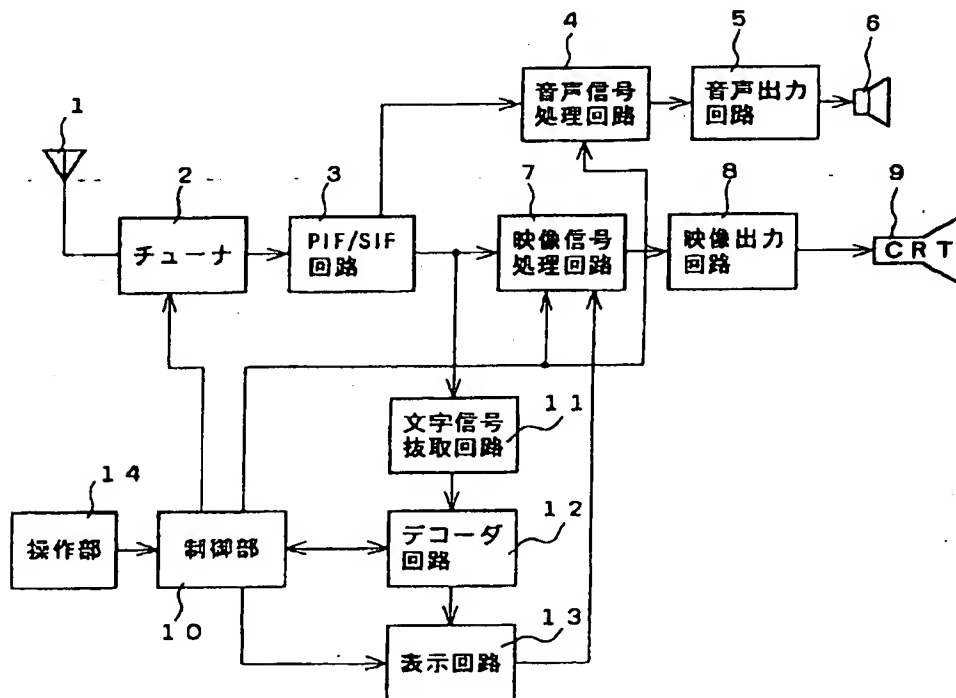 4
音声信号
処理回路
5
音声出力
回路
6
1
2
チューナ
3
PIF/SIF
回路
7
映像信号
処理回路
8
映像出力
回路
9
CRT
11
文字信号
抜取回路
14
操作部
制御部
10
12
デコーダ
回路
13
表示回路